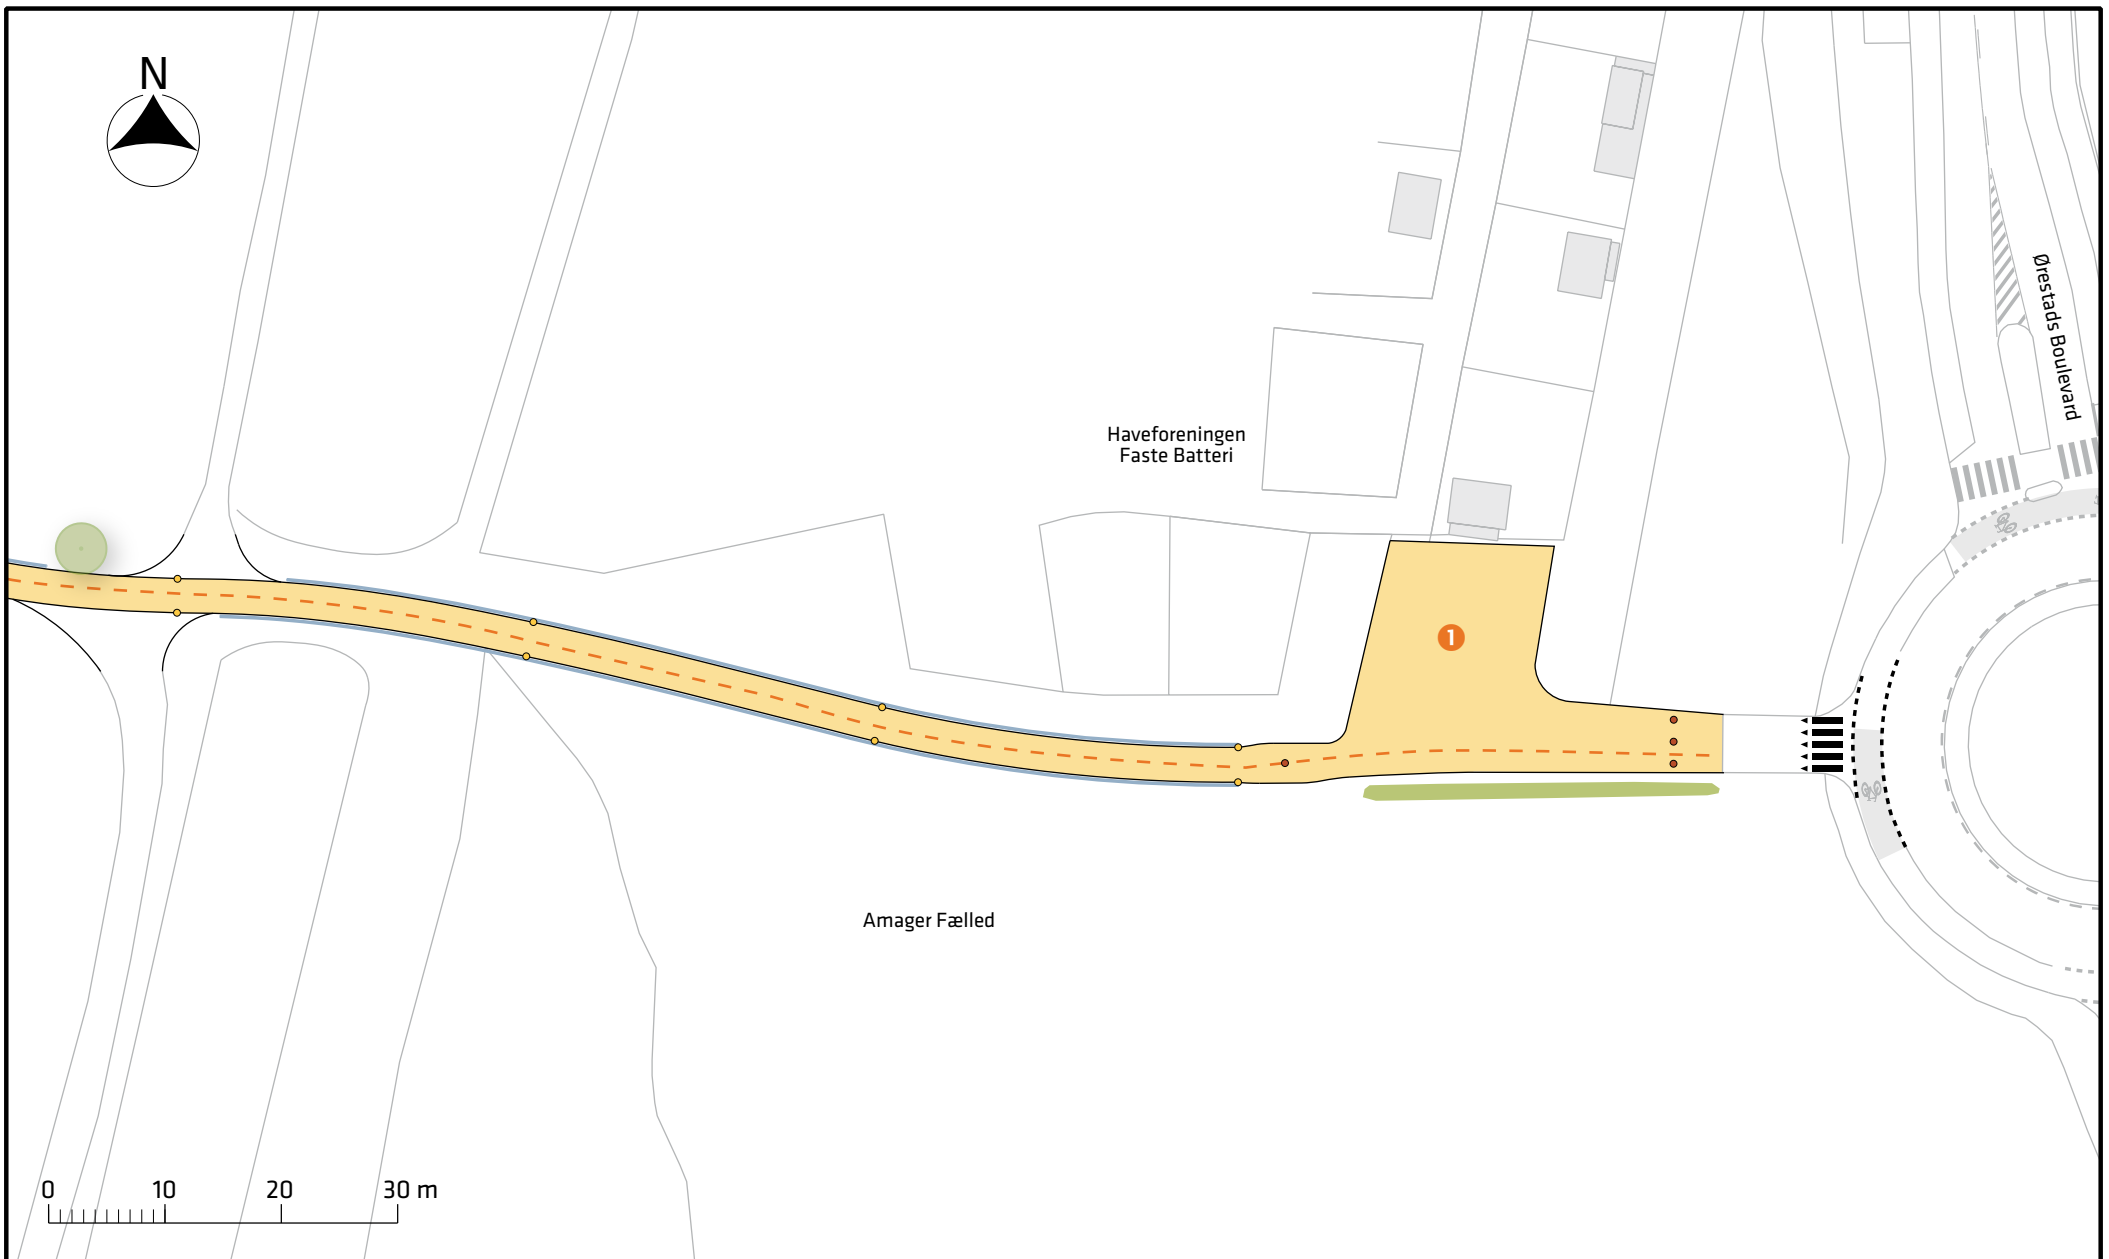 N
Ørestads Boulevard
Haveforeningen
Faste Batteri
1
Amager Fælled
0 10 20 30 m